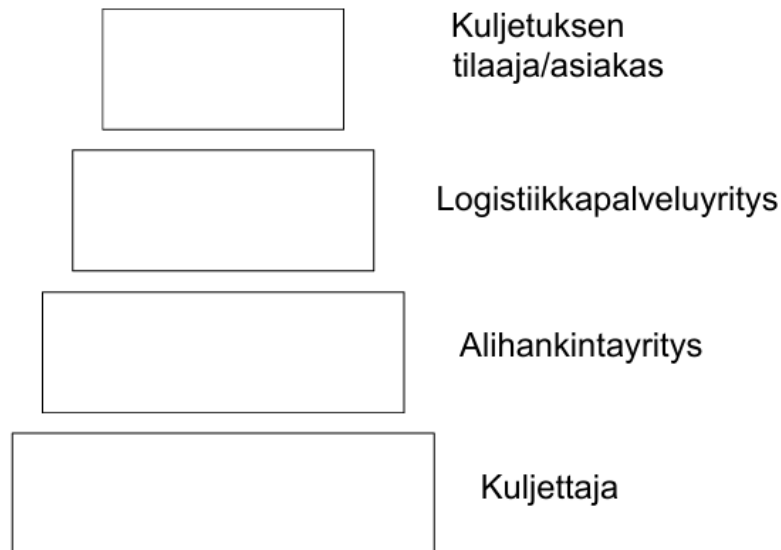 Kuljetuksen
tilaaja/asiakas
Logistiikkapalveluyritys
Alihankintayritys
Kuljettaja